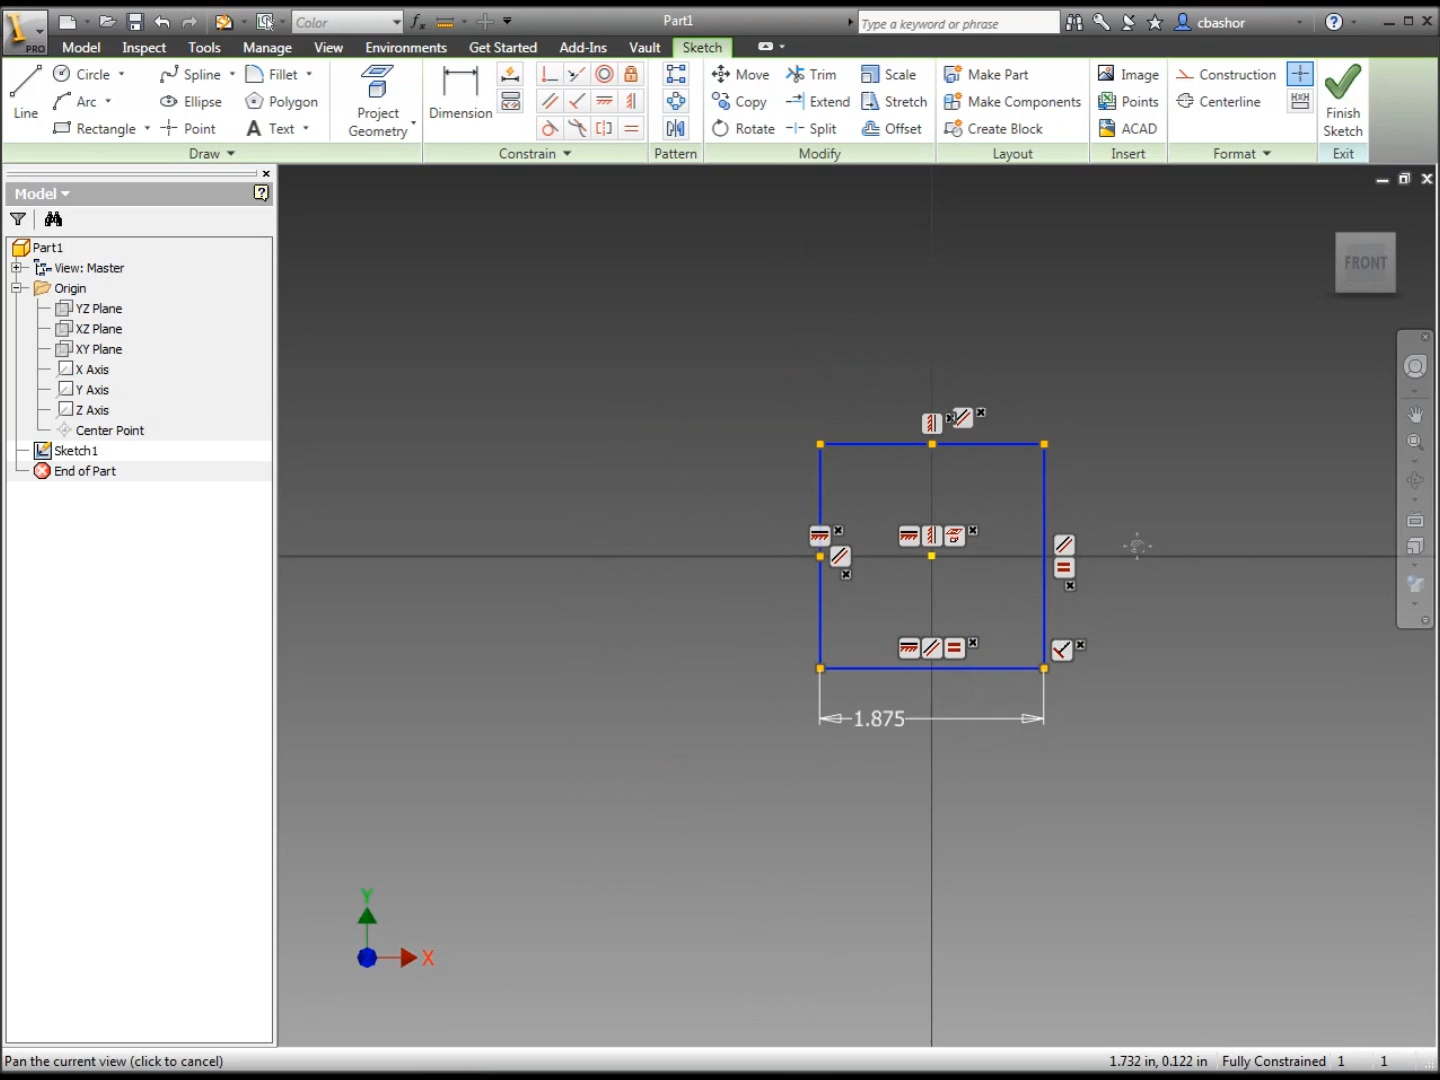 Color
Part1
Type a keyword or phrase
cbashor
PRO
Model
Inspect
Tools
Manage
View
Environments
Get Started
Add-Ins
Vault
Sketch
Line
Circle
Arc
Rectangle
Spline
Ellipse
Point
Fillet
Polygon
A Text
Project
Geometry
Dimension
Move
Copy
Rotate
Trim
Extend
Split
Scale
Stretch
Offset
Make Part
Make Components
Create Block
Image
Points
ACAD
Construction
Centerline
Finish
Sketch
Draw
Constrain
Pattern
Modify
Layout
Insert
Format
Exit
Model
Part1
View: Master
Origin
YZ Plane
XZ Plane
XY Plane
X Axis
Y Axis
Z Axis
Center Point
Sketch1
End of Part
FRONT
1.875
Y
X
Pan the current view (click to cancel)
1.732 in, 0.122 in
Fully Constrained
1
1